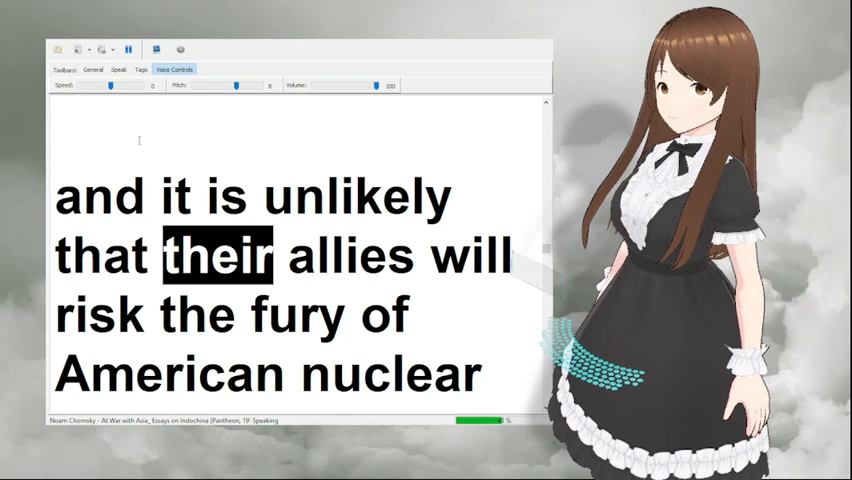 Toolbars: General Speak Tags Voice Controls
Speed: 0 Pitch: 8 Volume: 100
and it is unlikely
that their allies will
risk the fury of
American nuclear
Noam Chomsky - At War with Asia_ Essays on Indochina (Pantheon, 19 Speaking %